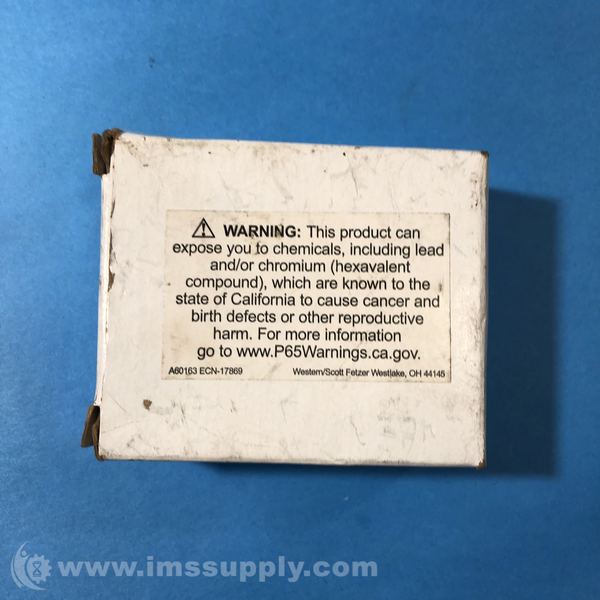 ⚠ WARNING: This product can
expose you to chemicals, including lead
and/or chromium (hexavalent
compound), which are known to the
state of California to cause cancer and
birth defects or other reproductive
harm. For more information
go to www.P65Warnings.ca.gov.
A60163 ECN-17869 Western/Scott Fetzer Westlake, OH 44145
www.imssupply.com